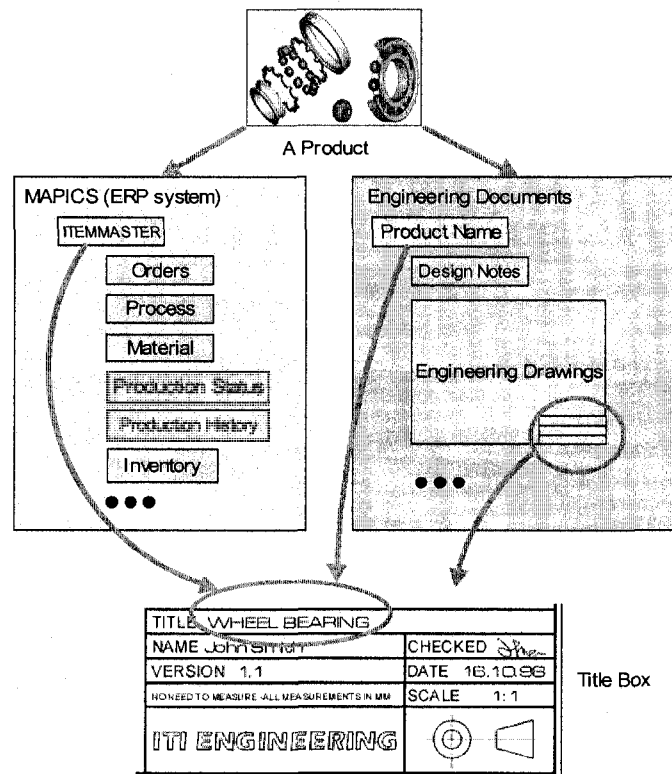 A Product
MAPICS (ERP system)
ITEMMASTER
Orders
Process
Material
Production Status
Production History
Inventory
Engineering Documents
Product Name
Design Notes
Engineering Drawings
TITLE WHEEL BEARING
NAME John Smith
CHECKED
VERSION 1.1
DATE 16.10.96
NO NEED TO MEASURE ALL MEASUREMENTS IN MM
SCALE 1:1
ITI ENGINEERING
Title Box